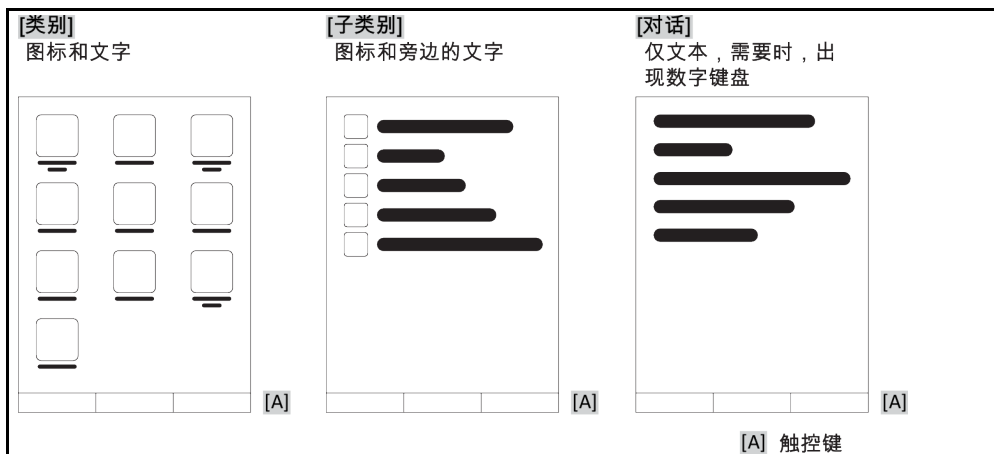 [类别]
图标和文字
[子类别]
图标和旁边的文字
[对话]
仅文本，需要时，出
现数字键盘
[A]
[A]
[A]
[A] 触控键